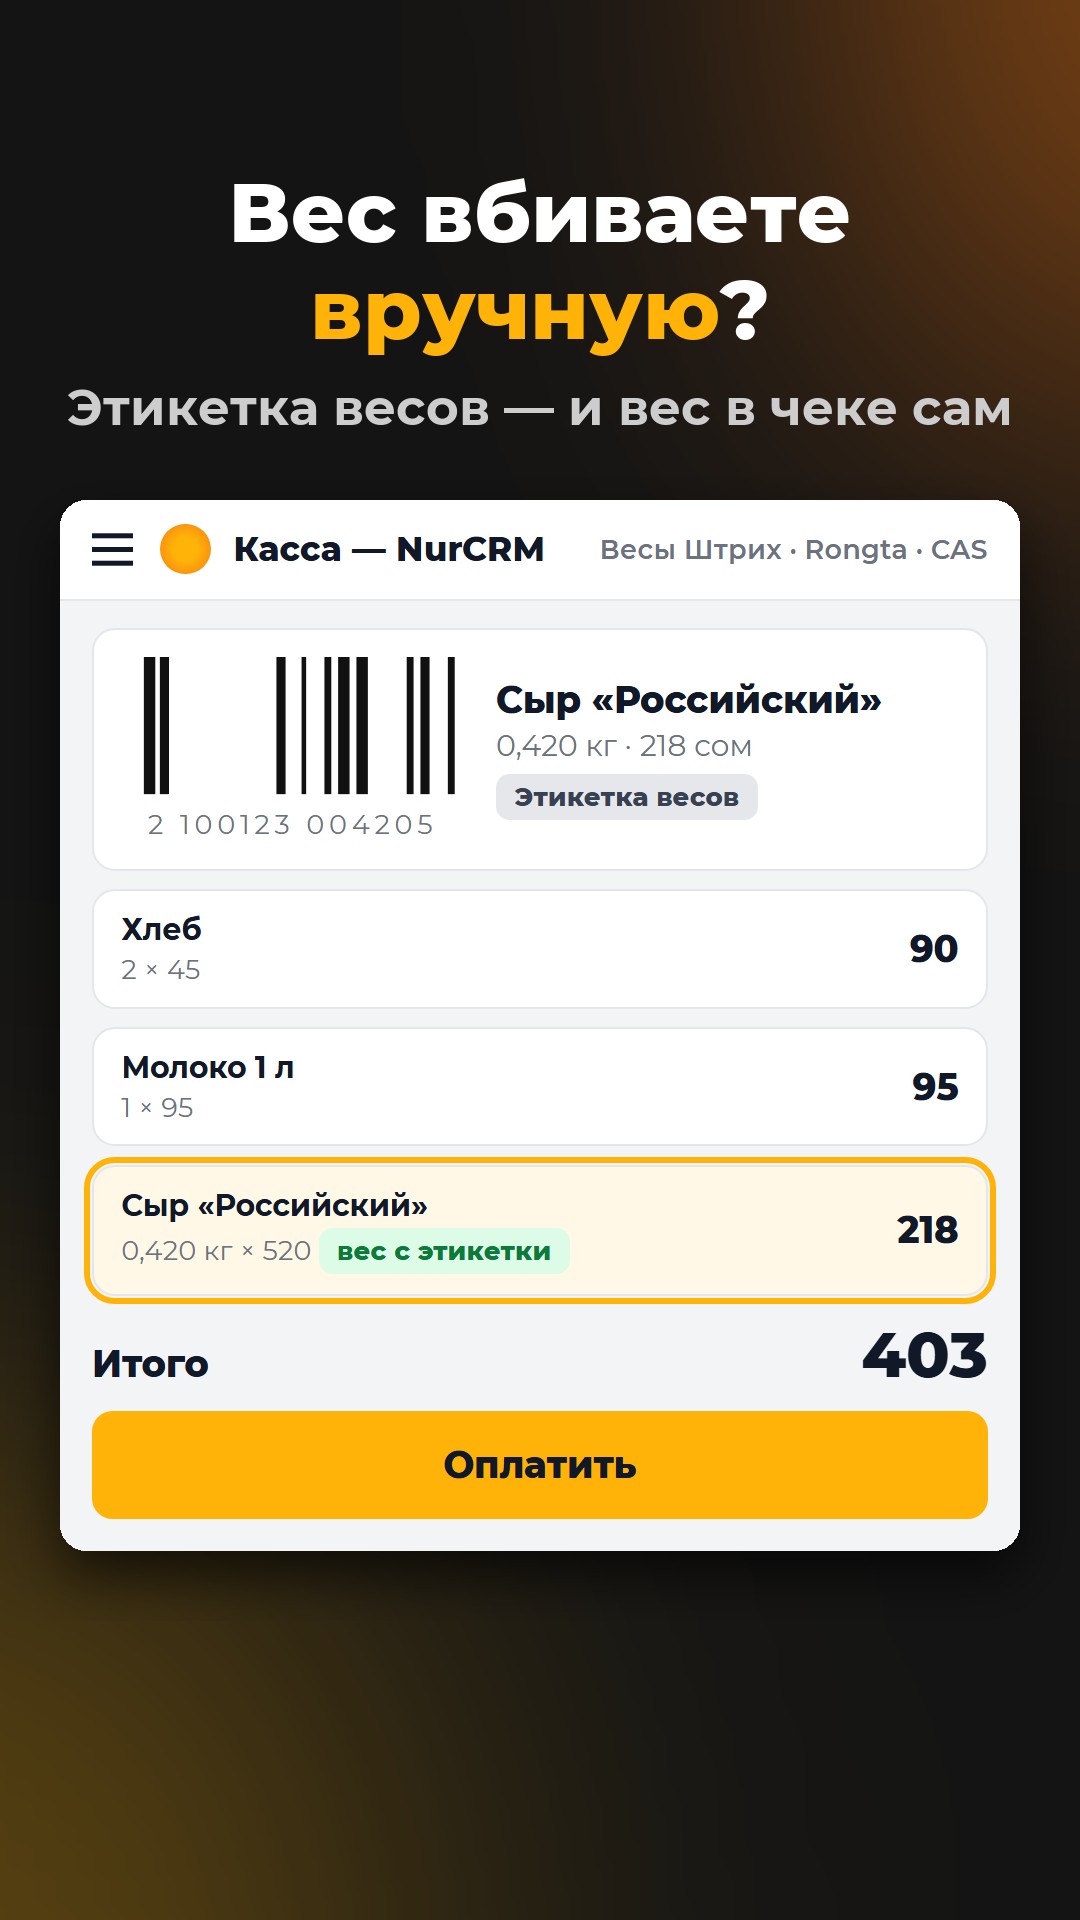 Вес вбиваете
вручную?
Этикетка весов — и вес в чеке сам
Касса — NurCRM
Весы Штрих · Rongta · CAS
Сыр «Российский»
0,420 кг · 218 сом
Этикетка весов
2 100123 004205
Хлеб
2 × 45
90
Молоко 1 л
1 × 95
95
Сыр «Российский»
0,420 кг × 520 вес с этикетки
218
Итого
403
Оплатить